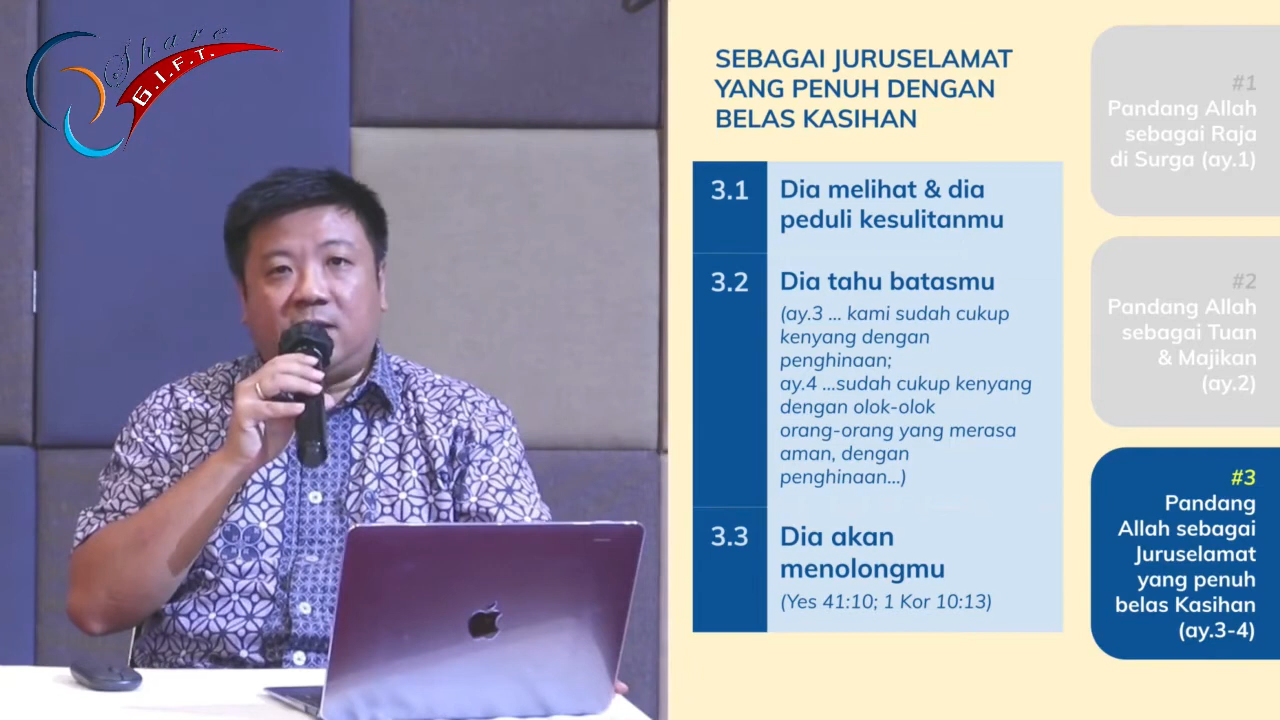 Share
G.I.F.T.
SEBAGAI JURUSELAMAT
YANG PENUH DENGAN
BELAS KASIHAN
3.1
Dia melihat & dia
peduli kesulitanmu
3.2
Dia tahu batasmu
(ay.3 ... kami sudah cukup
kenyang dengan
penghinaan;
ay.4 ...sudah cukup kenyang
dengan olok-olok
orang-orang yang merasa
aman, dengan
penghinaan...)
3.3
Dia akan
menolongmu
(Yes 41:10; 1 Kor 10:13)
#1
Pandang Allah
sebagai Raja
di Surga (ay.1)
#2
Pandang Allah
sebagai Tuan
& Majikan
(ay.2)
#3
Pandang
Allah sebagai
Juruselamat
yang penuh
belas Kasihan
(ay.3-4)